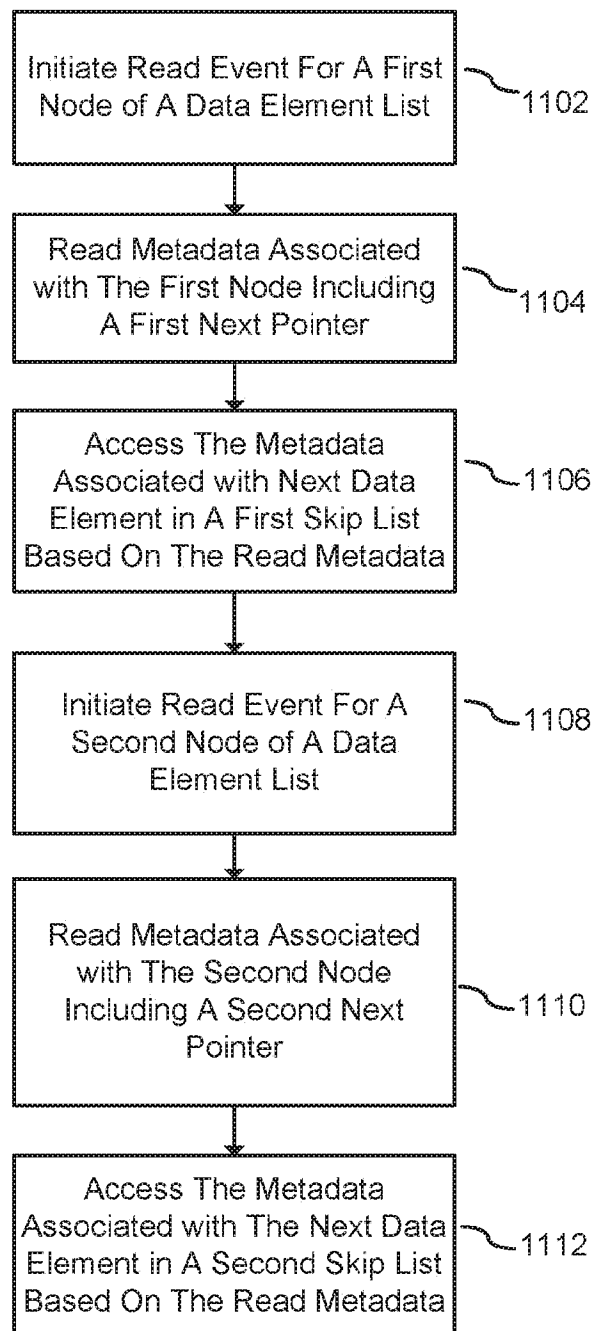 Initiate Read Event For A First
Node of A Data Element List
1102
Read Metadata Associated
with The First Node Including
A First Next Pointer
1104
Access The Metadata
Associated with Next Data
Element in A First Skip List
Based On The Read Metadata
1106
Initiate Read Event For A
Second Node of A Data
Element List
1108
Read Metadata Associated
with The Second Node
Including A Second Next
Pointer
1110
Access The Metadata
Associated with The Next Data
Element in A Second Skip List
Based On The Read Metadata
1112